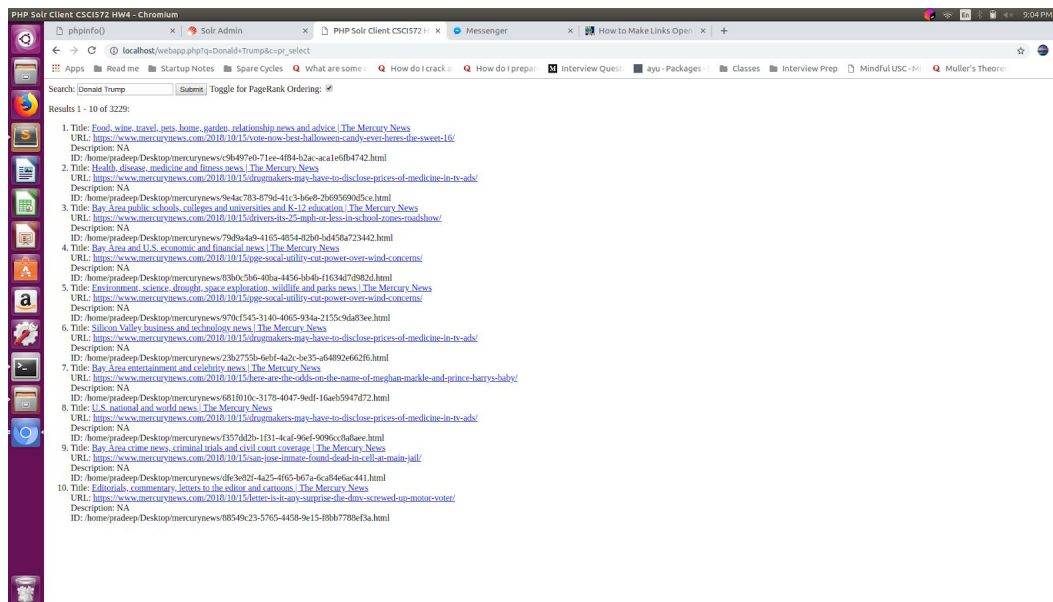 PHP Solr Client CSCI572 HW4 - Chromium
En 9:04 PM
phpinfo() × Solr Admin × PHP Solr Client CSCI572 H × Messenger × How to Make Links Open ×
localhost/webapp.php?q=Donald+Trump&c=pr_select
Apps Read me Startup Notes Spare Cycles What are some How do I crack a How do I prepar Interview Quest ayu - Packages - Classes Interview Prep Mindful USC - M Muller's Theore
Search: Donald Trump Submit Toggle for PageRank Ordering:
Results 1 - 10 of 3229:
1. Title: Food, wine, travel, pets, home, garden, relationship news and advice | The Mercury News
URL: https://www.mercurynews.com/2018/10/15/vote-now-best-halloween-candy-ever-heres-the-sweet-16/
Description: NA
ID: /home/pradeep/Desktop/mercurynews/c9b497e0-71ee-4f84-b2ac-aca1e6fb4742.html
2. Title: Health, disease, medicine and fitness news | The Mercury News
URL: https://www.mercurynews.com/2018/10/15/drugmakers-may-have-to-disclose-prices-of-medicine-in-tv-ads/
Description: NA
ID: /home/pradeep/Desktop/mercurynews/9e4ac783-879d-41c3-b6e8-2b695690d5ce.html
3. Title: Bay Area public schools, colleges and universities and K-12 education | The Mercury News
URL: https://www.mercurynews.com/2018/10/15/drivers-its-25-mph-or-less-in-school-zones-roadshow/
Description: NA
ID: /home/pradeep/Desktop/mercurynews/79d9a4a9-4165-4854-82b0-bd458a723442.html
4. Title: Bay Area and U.S. economic and financial news | The Mercury News
URL: https://www.mercurynews.com/2018/10/15/pge-socal-utility-cut-power-over-wind-concerns/
Description: NA
ID: /home/pradeep/Desktop/mercurynews/83b0c5b6-40ba-4456-bb4b-f1634d7d982d.html
5. Title: Environment, science, drought, space exploration, wildlife and parks news | The Mercury News
URL: https://www.mercurynews.com/2018/10/15/pge-socal-utility-cut-power-over-wind-concerns/
Description: NA
ID: /home/pradeep/Desktop/mercurynews/970cf545-3140-4065-934a-2155c9da83ee.html
6. Title: Silicon Valley business and technology news | The Mercury News
URL: https://www.mercurynews.com/2018/10/15/drugmakers-may-have-to-disclose-prices-of-medicine-in-tv-ads/
Description: NA
ID: /home/pradeep/Desktop/mercurynews/23b2755b-6ebf-4a2c-be35-a64892e662f6.html
7. Title: Bay Area entertainment and celebrity news | The Mercury News
URL: https://www.mercurynews.com/2018/10/15/here-are-the-odds-on-the-name-of-meghan-markle-and-prince-harrys-baby/
Description: NA
ID: /home/pradeep/Desktop/mercurynews/681f010c-3178-4047-9edf-16aeb5947d72.html
8. Title: U.S. national and world news | The Mercury News
URL: https://www.mercurynews.com/2018/10/15/drugmakers-may-have-to-disclose-prices-of-medicine-in-tv-ads/
Description: NA
ID: /home/pradeep/Desktop/mercurynews/f357dd2b-1f31-4caf-96ef-9096cc8a8aee.html
9. Title: Bay Area crime news, criminal trials and civil court coverage | The Mercury News
URL: https://www.mercurynews.com/2018/10/15/san-jose-inmate-found-dead-in-cell-at-main-jail/
Description: NA
ID: /home/pradeep/Desktop/mercurynews/dfe3e82f-4a25-4f65-b67a-6ca84e6ac441.html
10. Title: Editorials, commentary, letters to the editor and cartoons | The Mercury News
URL: https://www.mercurynews.com/2018/10/15/letter-is-it-any-surprise-the-dmv-screwed-up-motor-voter/
Description: NA
ID: /home/pradeep/Desktop/mercurynews/88549c23-5765-4458-9e15-f8bb7788ef3a.html